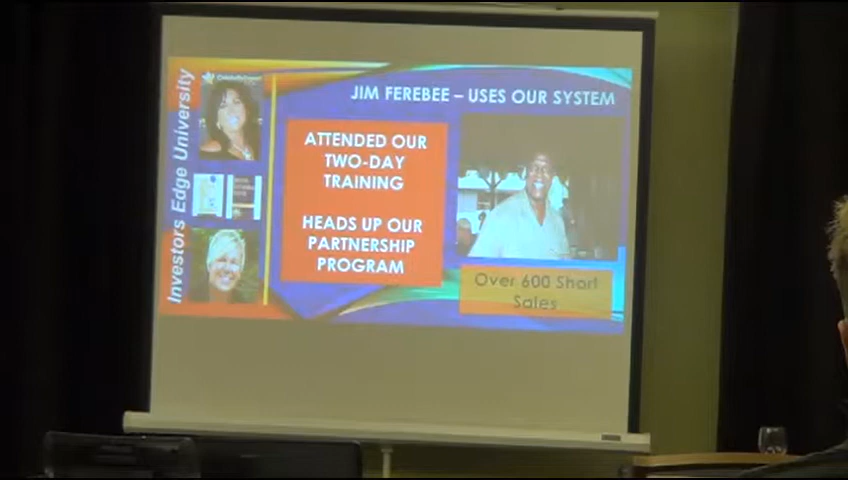 Investors Edge University
JIM FEREBEE – USES OUR SYSTEM
ATTENDED OUR
TWO-DAY
TRAINING
HEADS UP OUR
PARTNERSHIP
PROGRAM
Over 600 Short
Sales